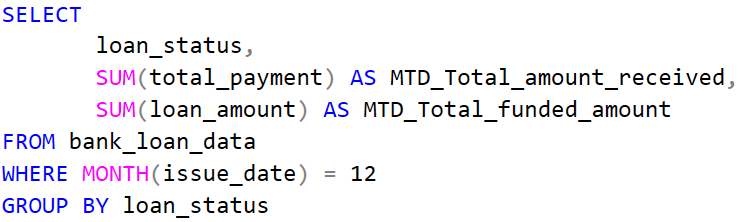 SELECT
loan_status,
SUM(total_payment) AS MTD_Total_amount_received,
SUM(loan_amount) AS MTD_Total_funded_amount
FROM bank_loan_data
WHERE MONTH(issue_date) = 12
GROUP BY loan_status